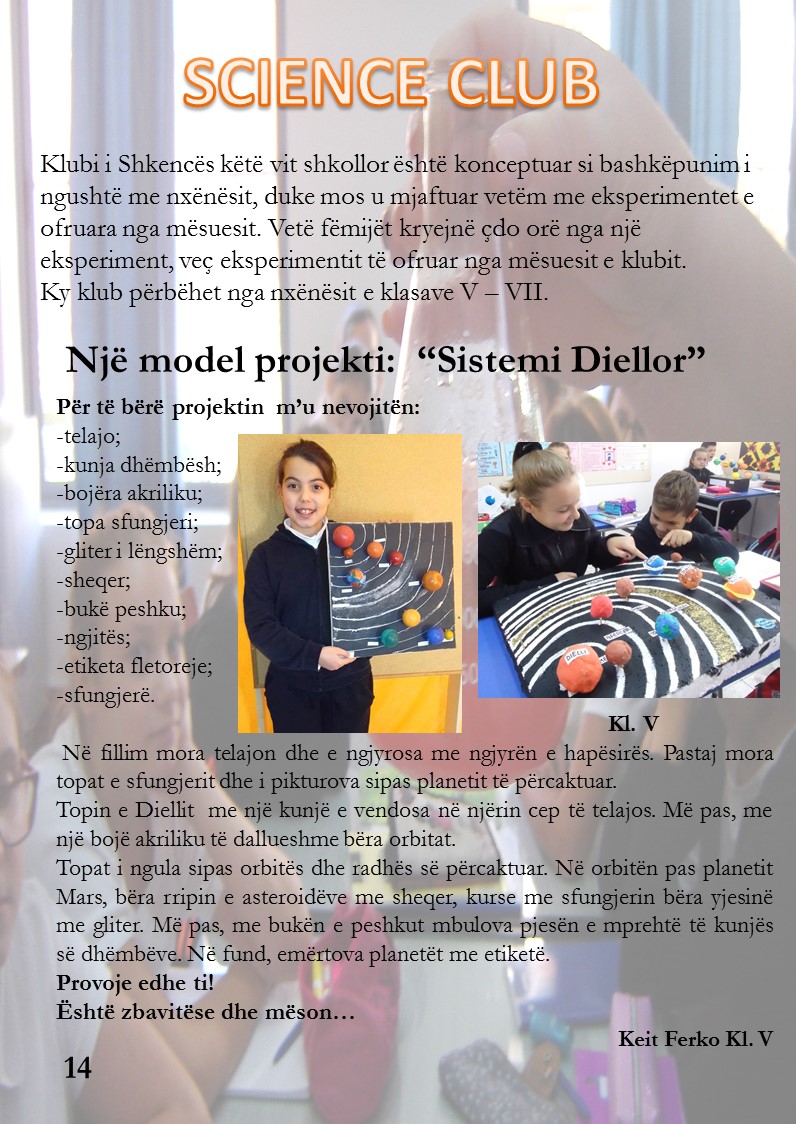 SCIENCE CLUB
Klubi i Shkencës këtë vit shkollor është konceptuar si bashkëpunim i
ngushtë me nxënësit, duke mos u mjaftuar vetëm me eksperimentet e
ofruara nga mësuesit. Vetë fëmijët kryejnë çdo orë nga një
eksperiment, veç eksperimentit të ofruar nga mësuesit e klubit.
Ky klub përbëhet nga nxënësit e klasave V – VII.
Një model projekti: “Sistemi Diellor”
Për të bërë projektin m’u nevojitën:
-telajo;
-kunja dhëmbësh;
-bojëra akriliku;
-topa sfungjeri;
-gliter i lëngshëm;
-sheqer;
-bukë peshku;
-ngjitës;
-etiketa fletoreje;
-sfungjerë.
DIELLI
Kl. V
Në fillim mora telajon dhe e ngjyrosa me ngjyrën e hapësirës. Pastaj mora
topat e sfungjerit dhe i pikturova sipas planetit të përcaktuar.
Topin e Diellit me një kunjë e vendosa në njërin cep të telajos. Më pas, me
një bojë akriliku të dallueshme bëra orbitat.
Topat i ngula sipas orbitës dhe radhës së përcaktuar. Në orbitën pas planetit
Mars, bëra rripin e asteroidëve me sheqer, kurse me sfungjerin bëra yjesinë
me gliter. Më pas, me bukën e peshkut mbulova pjesën e mprehtë të kunjës
së dhëmbëve. Në fund, emërtova planetët me etiketë.
Provoje edhe ti!
Është zbavitëse dhe mëson…
Keit Ferko Kl. V
14